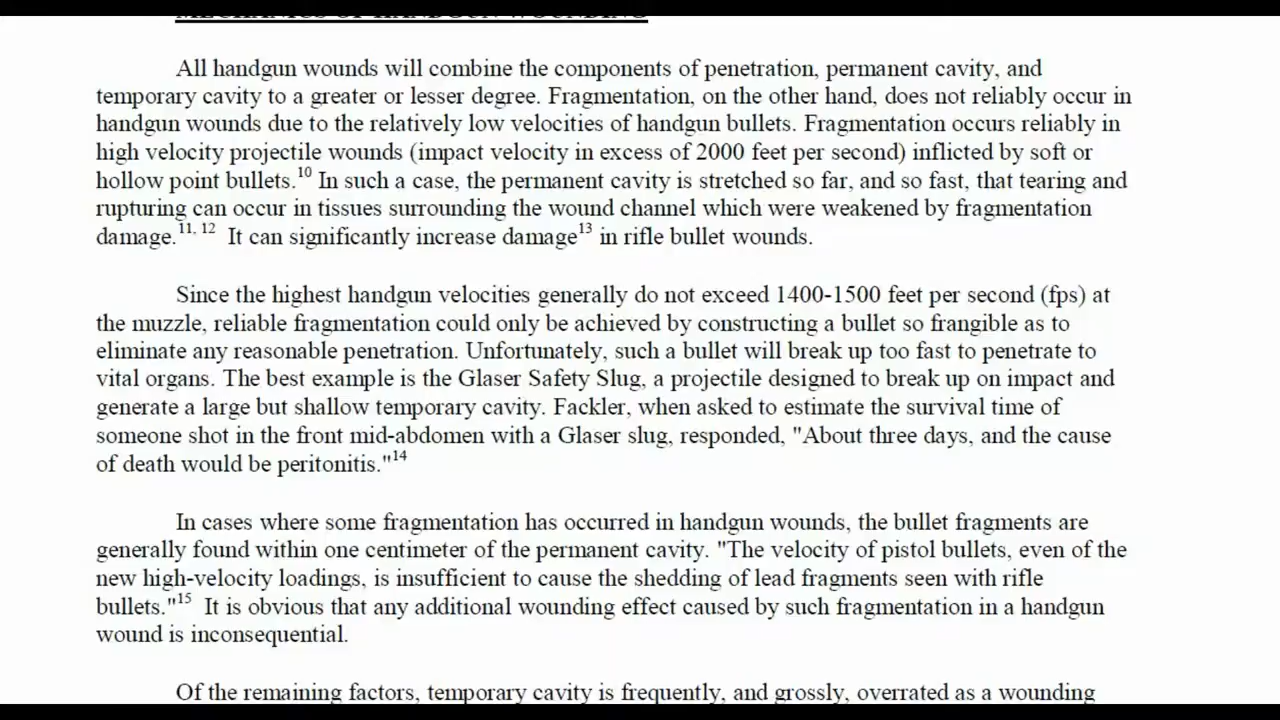 MECHANICS OF HANDGUN WOUNDING
All handgun wounds will combine the components of penetration, permanent cavity, and
temporary cavity to a greater or lesser degree. Fragmentation, on the other hand, does not reliably occur in
handgun wounds due to the relatively low velocities of handgun bullets. Fragmentation occurs reliably in
high velocity projectile wounds (impact velocity in excess of 2000 feet per second) inflicted by soft or
hollow point bullets.10 In such a case, the permanent cavity is stretched so far, and so fast, that tearing and
rupturing can occur in tissues surrounding the wound channel which were weakened by fragmentation
damage.11, 12 It can significantly increase damage13 in rifle bullet wounds.
Since the highest handgun velocities generally do not exceed 1400-1500 feet per second (fps) at
the muzzle, reliable fragmentation could only be achieved by constructing a bullet so frangible as to
eliminate any reasonable penetration. Unfortunately, such a bullet will break up too fast to penetrate to
vital organs. The best example is the Glaser Safety Slug, a projectile designed to break up on impact and
generate a large but shallow temporary cavity. Fackler, when asked to estimate the survival time of
someone shot in the front mid-abdomen with a Glaser slug, responded, "About three days, and the cause
of death would be peritonitis."14
In cases where some fragmentation has occurred in handgun wounds, the bullet fragments are
generally found within one centimeter of the permanent cavity. "The velocity of pistol bullets, even of the
new high-velocity loadings, is insufficient to cause the shedding of lead fragments seen with rifle
bullets."15 It is obvious that any additional wounding effect caused by such fragmentation in a handgun
wound is inconsequential.
Of the remaining factors, temporary cavity is frequently, and grossly, overrated as a wounding